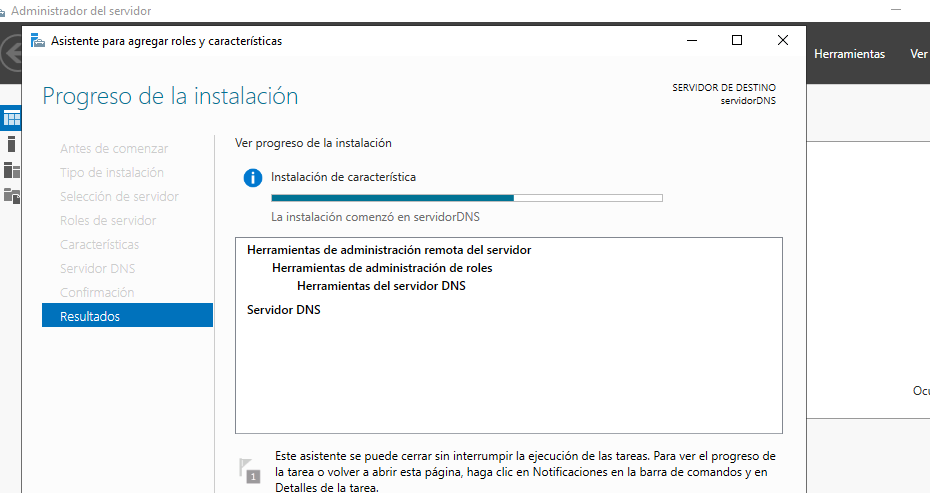 Administrador del servidor
Asistente para agregar roles y características
Herramientas
Ver
Progreso de la instalación
SERVIDOR DE DESTINO
servidorDNS
Antes de comenzar
Tipo de instalación
Selección de servidor
Roles de servidor
Características
Servidor DNS
Confirmación
Resultados
Ver progreso de la instalación
Instalación de característica
La instalación comenzó en servidorDNS
Herramientas de administración remota del servidor
Herramientas de administración de roles
Herramientas del servidor DNS
Servidor DNS
1
Este asistente se puede cerrar sin interrumpir la ejecución de las tareas. Para ver el progreso de
la tarea o volver a abrir esta página, haga clic en Notificaciones en la barra de comandos y en
Detalles de la tarea.